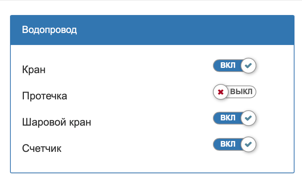 Водопровод
Кран ВКЛ
Протечка ВЫКЛ
Шаровой кран ВКЛ
Счетчик ВКЛ